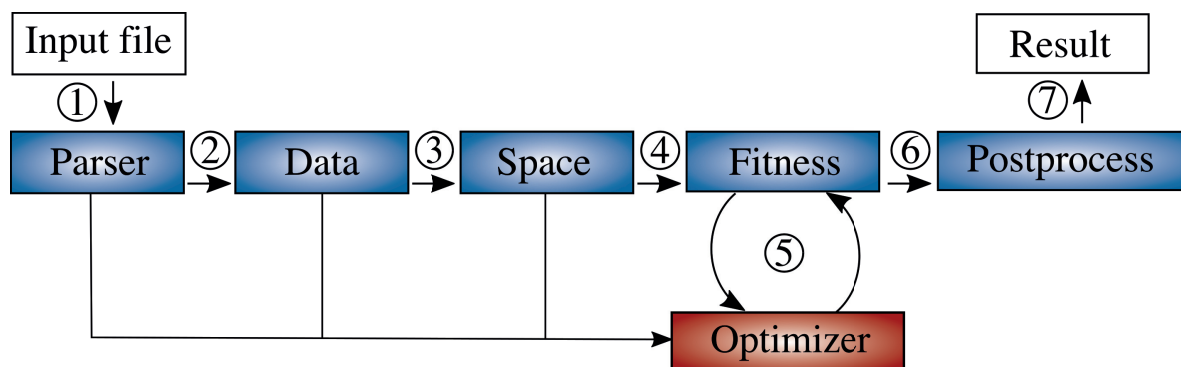 Input file
Result
①
⑦
Parser
②
Data
③
Space
④
Fitness
⑥
Postprocess
⑤
Optimizer